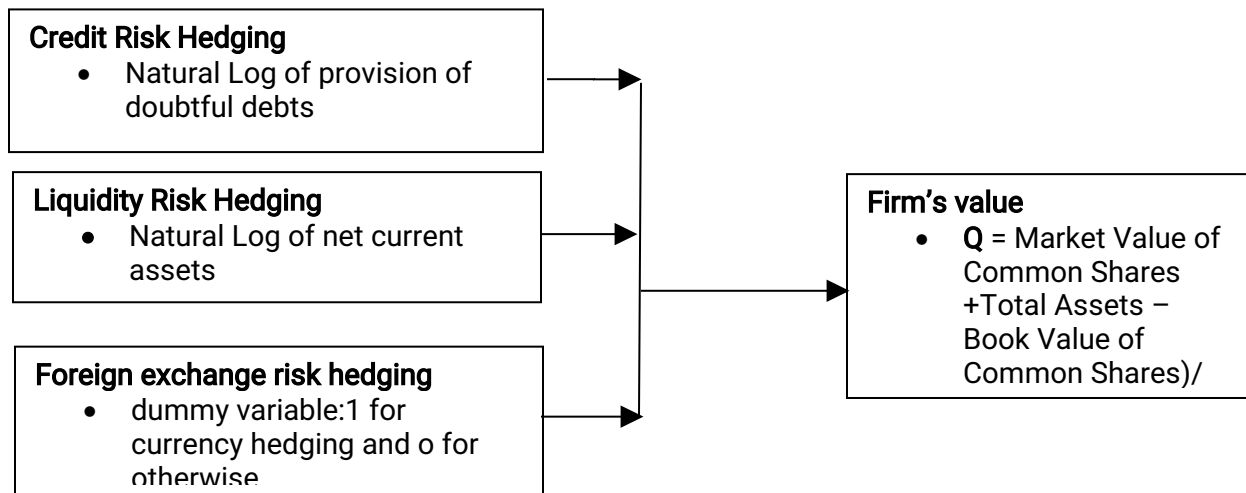 Credit Risk Hedging
• Natural Log of provision of
doubtful debts
Liquidity Risk Hedging
• Natural Log of net current
assets
Foreign exchange risk hedging
• dummy variable:1 for
currency hedging and o for
otherwise
Firm’s value
• Q = Market Value of
Common Shares
+Total Assets –
Book Value of
Common Shares)/